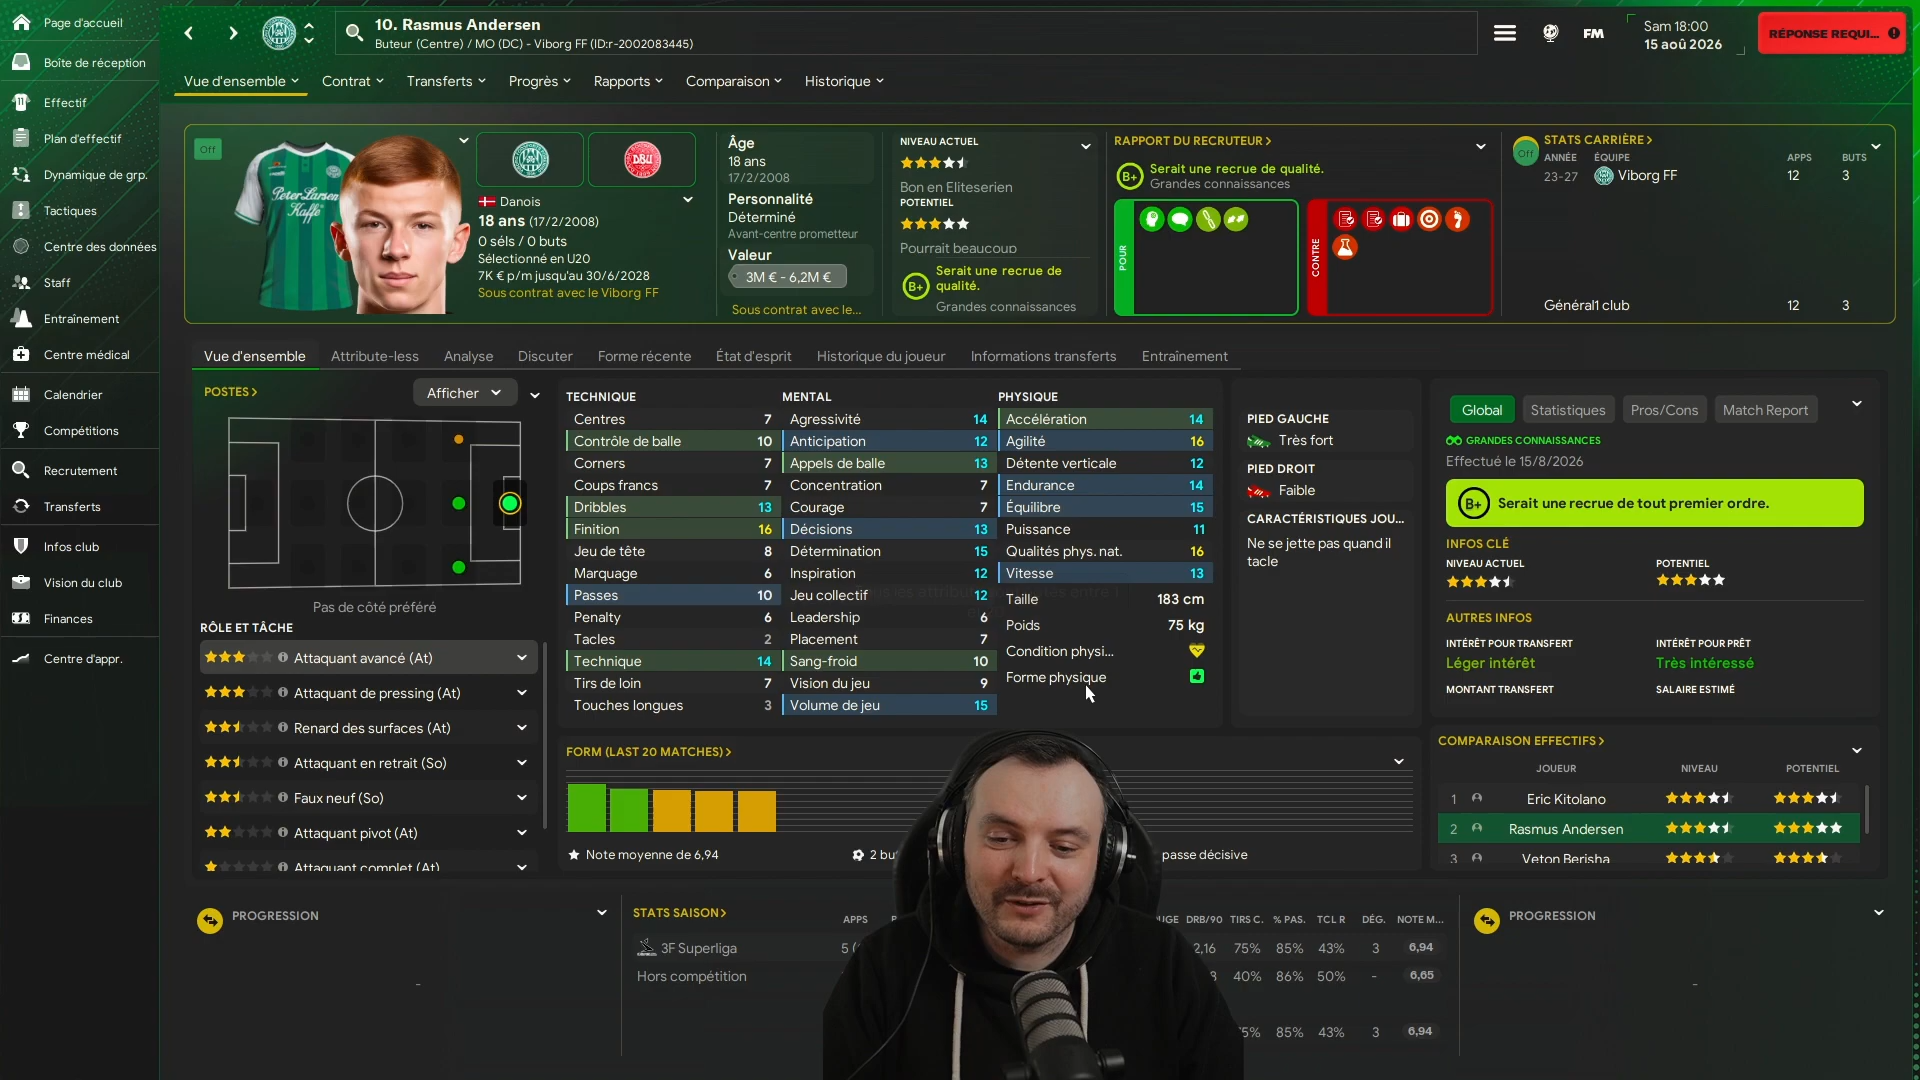 Page d'accueil
Boîte de réception
Effectif
Plan d'effectif
Dynamique de grp.
Tactiques
Centre des données
Staff
Entraînement
Centre médical
Calendrier
Compétitions
Recrutement
Transferts
Infos club
Vision du club
Finances
Centre d'appr.
10. Rasmus Andersen
Buteur (Centre) / MO (DC) - Viborg FF (ID:r-2002083445)
FM
Sam 18:00
15 aoû 2026
RÉPONSE REQUI...
Vue d'ensemble
Contrat
Transferts
Progrès
Rapports
Comparaison
Historique
Off
Peter Larsen
Kaffe
DBU
Danois
18 ans (17/2/2008)
0 séls / 0 buts
Sélectionné en U20
7K € p/m jusqu'au 30/6/2028
Sous contrat avec le Viborg FF
Âge
18 ans
17/2/2008
Personnalité
Déterminé
Avant-centre prometteur
Valeur
3M € - 6,2M €
Sous contrat avec le...
NIVEAU ACTUEL
Bon en Eliteserien
POTENTIEL
Pourrait beaucoup
B+ Serait une recrue de qualité.
Grandes connaissances
RAPPORT DU RECRUTEUR
B+ Serait une recrue de qualité.
Grandes connaissances
POUR
CONTRE
Off
STATS CARRIÈRE
ANNÉE ÉQUIPE APPS BUTS
23-27 Viborg FF 12 3
Général1 club 12 3
Vue d'ensemble
Attribute-less
Analyse
Discuter
Forme récente
État d'esprit
Historique du joueur
Informations transferts
Entraînement
POSTES
Afficher
Pas de côté préféré
RÔLE ET TÂCHE
Attaquant avancé (At)
Attaquant de pressing (At)
Renard des surfaces (At)
Attaquant en retrait (So)
Faux neuf (So)
Attaquant pivot (At)
Attaquant complet (At)
TECHNIQUE
Centres 7
Contrôle de balle 10
Corners 7
Coups francs 7
Dribbles 13
Finition 16
Jeu de tête 8
Marquage 6
Passes 10
Penalty 6
Tacles 2
Technique 14
Tirs de loin 7
Touches longues 3
MENTAL
Agressivité 14
Anticipation 12
Appels de balle 13
Concentration 7
Courage 7
Décisions 13
Détermination 15
Inspiration 12
Jeu collectif 12
Leadership 6
Placement 7
Sang-froid 10
Vision du jeu 9
Volume de jeu 15
PHYSIQUE
Accélération 14
Agilité 16
Détente verticale 12
Endurance 14
Équilibre 15
Puissance 11
Qualités phys. nat. 16
Vitesse 13
Taille 183 cm
Poids 75 kg
Condition physi...
Forme physique
PIED GAUCHE
Très fort
PIED DROIT
Faible
CARACTÉRISTIQUES JOU...
Ne se jette pas quand il
tacle
Global
Statistiques
Pros/Cons
Match Report
GRANDES CONNAISSANCES
Effectué le 15/8/2026
B+ Serait une recrue de tout premier ordre.
INFOS CLÉ
NIVEAU ACTUEL
POTENTIEL
AUTRES INFOS
INTÉRÊT POUR TRANSFERT
Léger intérêt
INTÉRÊT POUR PRÊT
Très intéressé
MONTANT TRANSFERT
SALAIRE ESTIMÉ
FORM (LAST 20 MATCHES)
Note moyenne de 6,94
2 bu
passe décisive
COMPARAISON EFFECTIFS
JOUEUR NIVEAU POTENTIEL
1 Eric Kitolano
2 Rasmus Andersen
3 Veton Berisha
PROGRESSION
-
STATS SAISON
APPS
UGE DRB/90 TIRS C. % PAS. TCL R DÉG. NOTE M...
3F Superliga 5 ( 2,16 75% 85% 43% 3 6,94
Hors compétition 8 40% 86% 50% - 6,65
5% 85% 43% 3 6,94
PROGRESSION
-